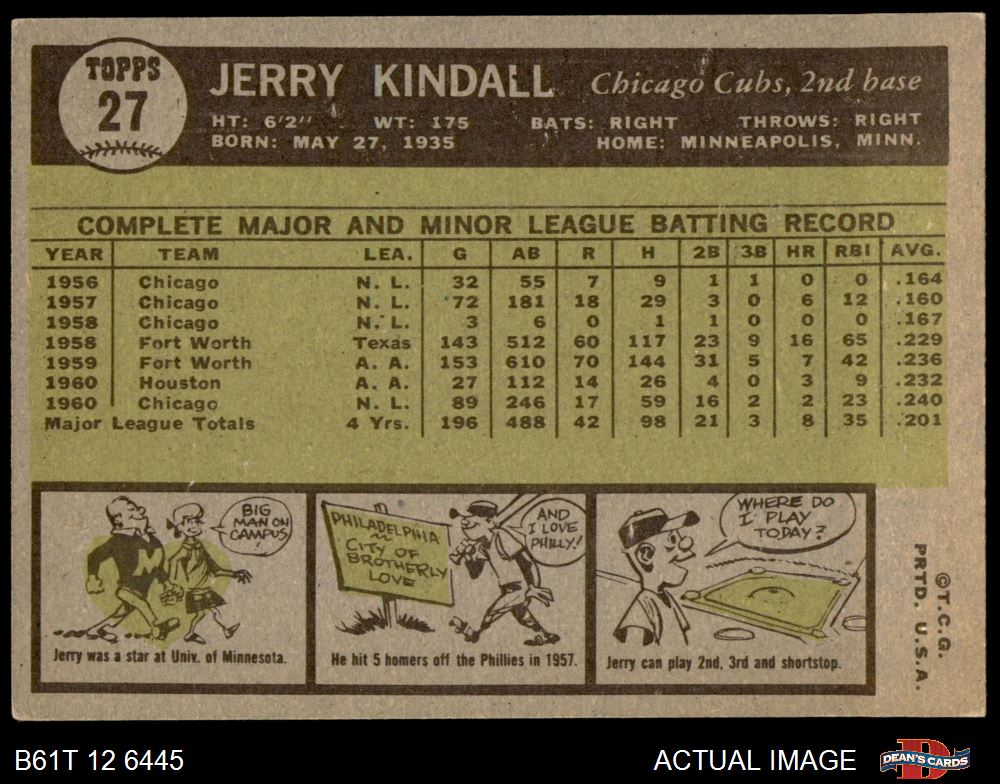 TOPPS
27
JERRY KINDALL Chicago Cubs, 2nd base
HT: 6'2" WT: 175 BATS: RIGHT THROWS: RIGHT
BORN: MAY 27, 1935 HOME: MINNEAPOLIS, MINN.
COMPLETE MAJOR AND MINOR LEAGUE BATTING RECORD
YEAR TEAM LEA. G AB R H 2B 3B HR RBI AVG.
1956 Chicago N. L. 32 55 7 9 1 1 0 0 .164
1957 Chicago N. L. 72 181 18 29 3 0 6 12 .160
1958 Chicago N. L. 3 6 0 1 1 0 0 0 .167
1958 Fort Worth Texas 143 512 60 117 23 9 16 65 .229
1959 Fort Worth A. A. 153 610 70 144 31 5 7 42 .236
1960 Houston A. A. 27 112 14 26 4 0 3 9 .232
1960 Chicago N. L. 89 246 17 59 16 2 2 23 .240
Major League Totals 4 Yrs. 196 488 42 98 21 3 8 35 .201
BIG
MAN ON
CAMPUS!
M
Jerry was a star at Univ. of Minnesota.
PHILADELPHIA
~
CITY OF
BROTHERLY
LOVE
AND
I LOVE
PHILLY!
He hit 5 homers off the Phillies in 1957.
WHERE DO
I PLAY
TODAY?
Jerry can play 2nd, 3rd and shortstop.
©T.C.G.
PRTD. U.S.A.
B61T 12 6445
ACTUAL IMAGE
D
DEAN'S CARDS